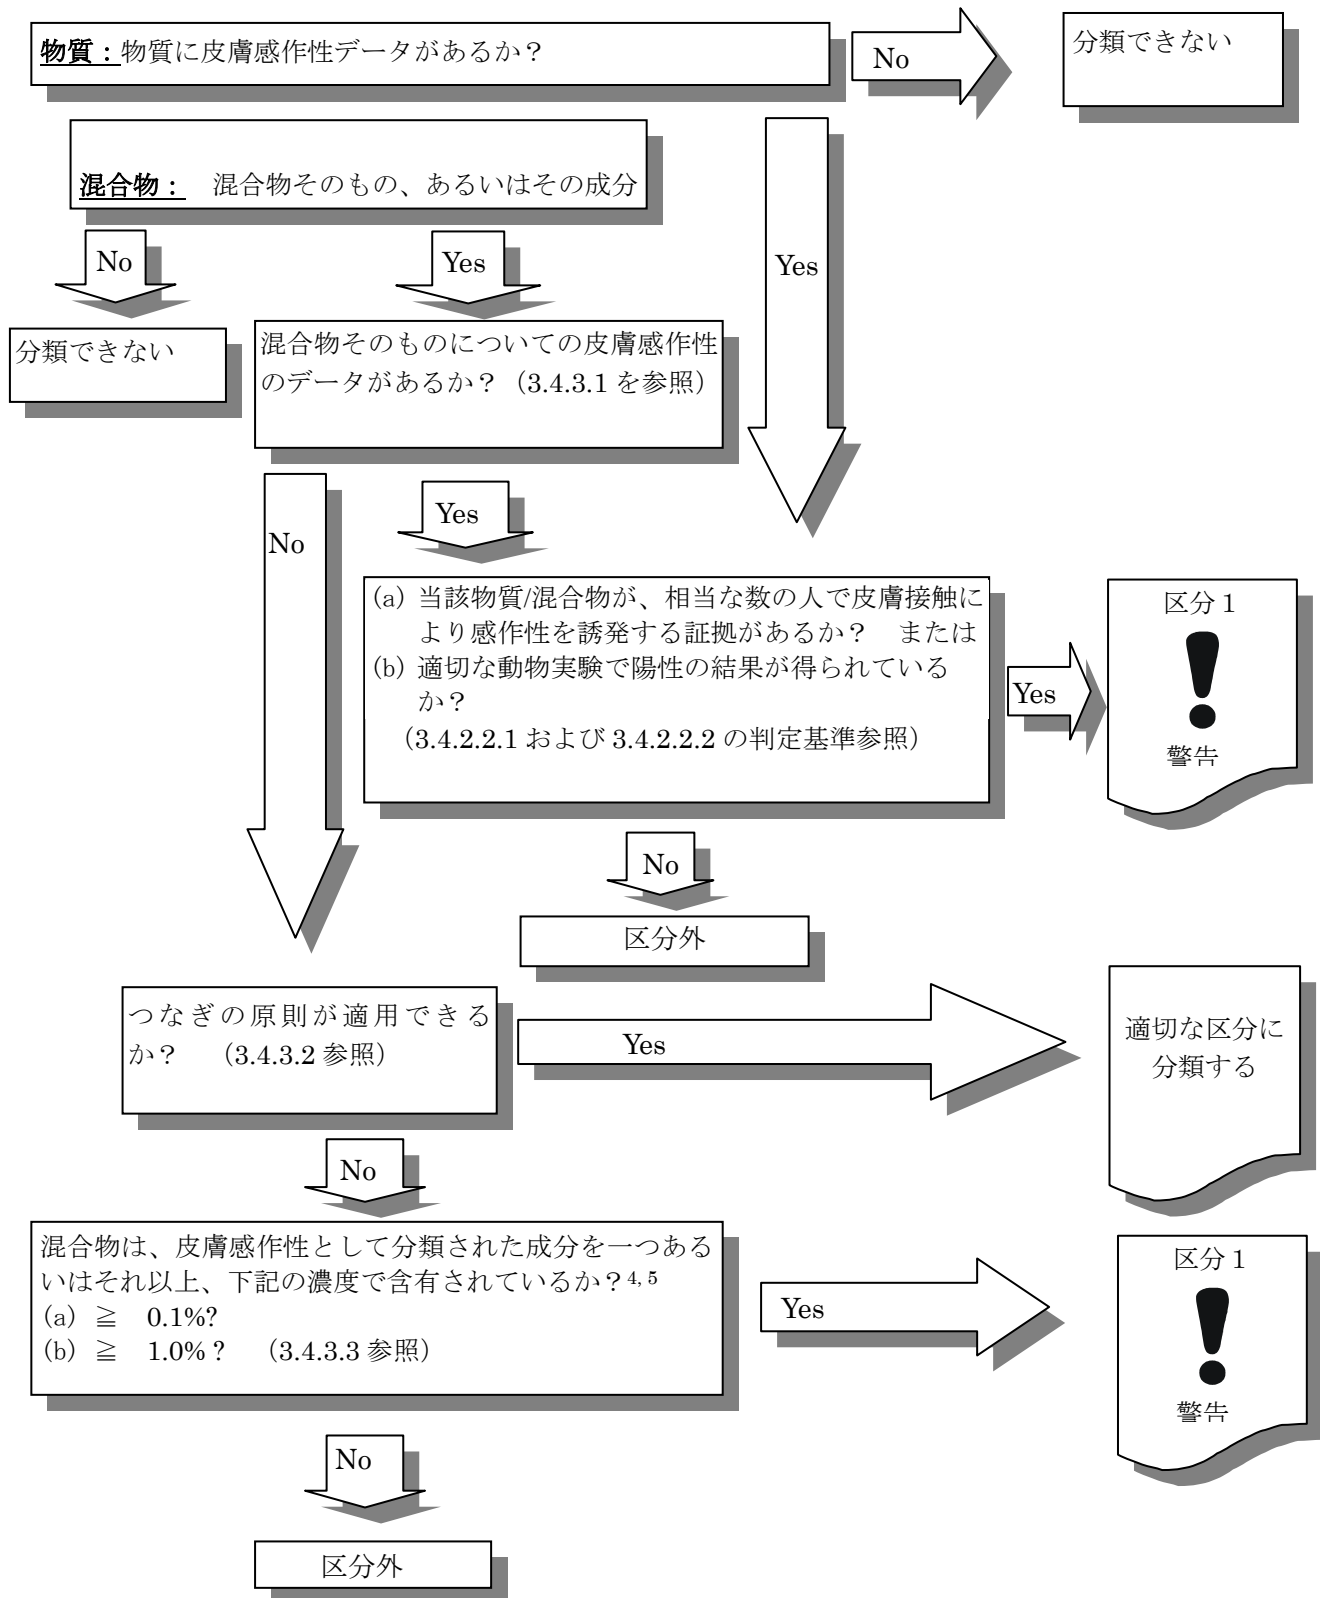 物質：物質に皮膚感作性データがあるか？
No
分類できない
混合物：　混合物そのもの、あるいはその成分
No
Yes
Yes
分類できない
混合物そのものについての皮膚感作性
のデータがあるか？（3.4.3.1 を参照）
No
Yes
(a) 当該物質/混合物が、相当な数の人で皮膚接触に
より感作性を誘発する証拠があるか？　または
(b) 適切な動物実験で陽性の結果が得られている
か？
（3.4.2.2.1 および 3.4.2.2.2 の判定基準参照）
Yes
区分１
警告
No
区分外
つなぎの原則が適用できる
か？　（3.4.3.2 参照）
Yes
適切な区分に
分類する
No
混合物は、皮膚感作性として分類された成分を一つある
いはそれ以上、下記の濃度で含有されているか？4, 5
(a) ≧　0.1%?
(b) ≧　1.0%？　（3.4.3.3 参照）
Yes
区分１
警告
No
区分外